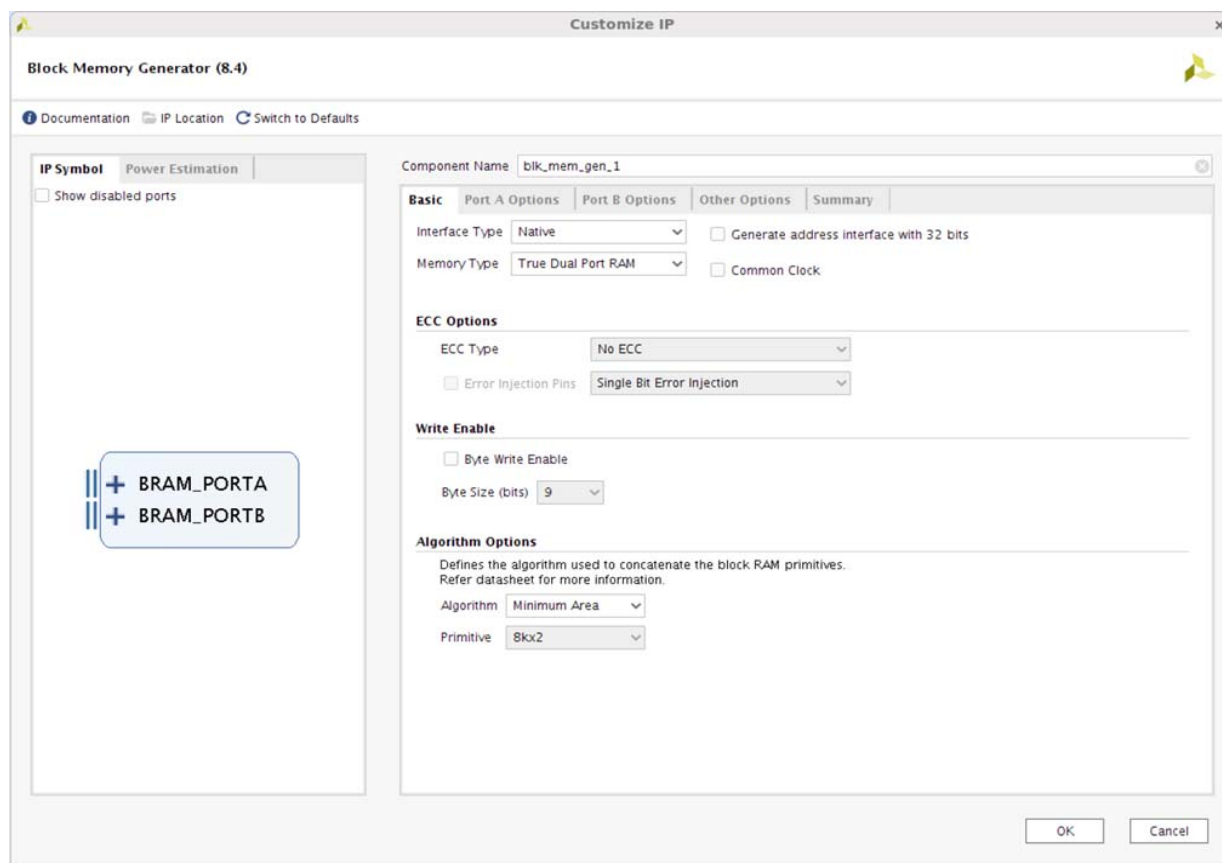 Customize IP
Block Memory Generator (8.4)
Documentation IP Location Switch to Defaults
IP Symbol Power Estimation
Show disabled ports
BRAM_PORTA
BRAM_PORTB
Component Name blk_mem_gen_1
Basic Port A Options Port B Options Other Options Summary
Interface Type Native Generate address interface with 32 bits
Memory Type True Dual Port RAM Common Clock
ECC Options
ECC Type No ECC
Error Injection Pins Single Bit Error Injection
Write Enable
Byte Write Enable
Byte Size (bits) 9
Algorithm Options
Defines the algorithm used to concatenate the block RAM primitives.
Refer datasheet for more information.
Algorithm Minimum Area
Primitive 8kx2
OK Cancel